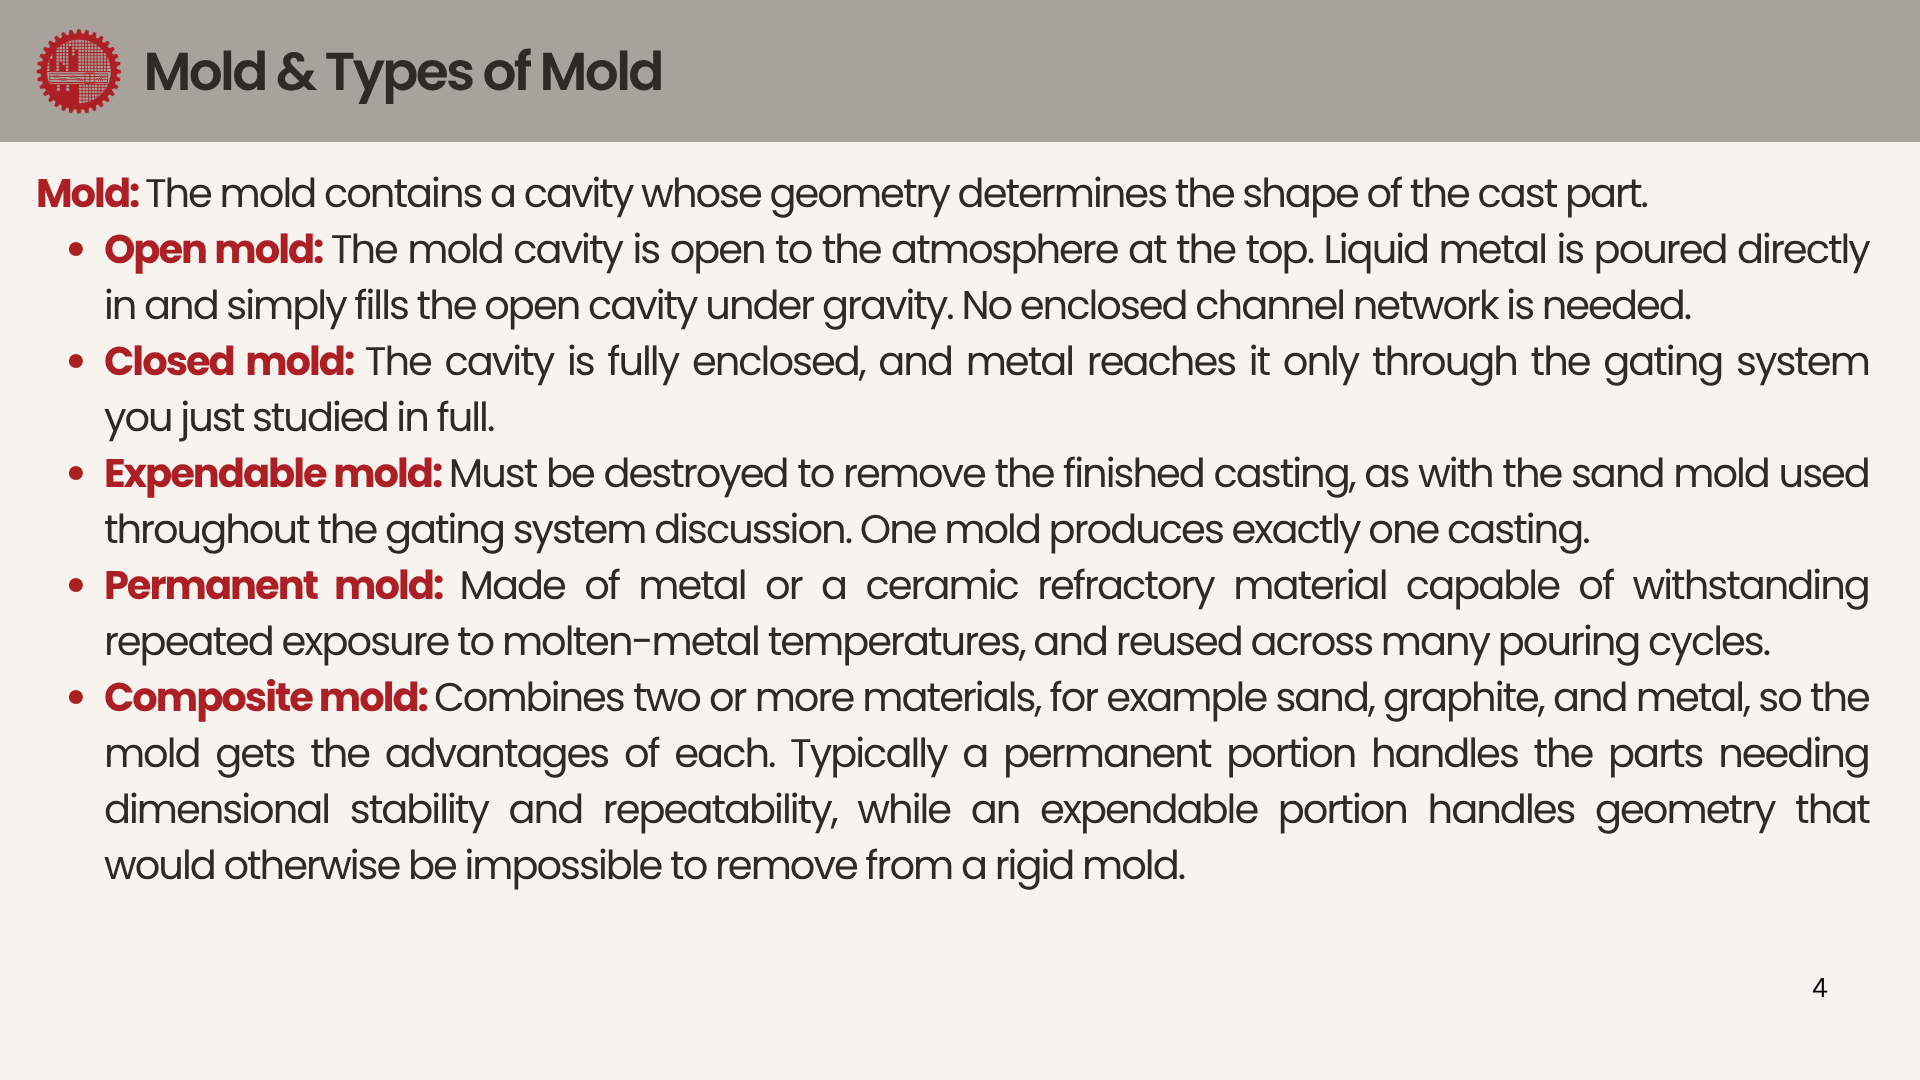 Mold & Types of Mold
Mold: The mold contains a cavity whose geometry determines the shape of the cast part.
• Open mold: The mold cavity is open to the atmosphere at the top. Liquid metal is poured directly
in and simply fills the open cavity under gravity. No enclosed channel network is needed.
• Closed mold: The cavity is fully enclosed, and metal reaches it only through the gating system
you just studied in full.
• Expendable mold: Must be destroyed to remove the finished casting, as with the sand mold used
throughout the gating system discussion. One mold produces exactly one casting.
• Permanent mold: Made of metal or a ceramic refractory material capable of withstanding
repeated exposure to molten-metal temperatures, and reused across many pouring cycles.
• Composite mold: Combines two or more materials, for example sand, graphite, and metal, so the
mold gets the advantages of each. Typically a permanent portion handles the parts needing
dimensional stability and repeatability, while an expendable portion handles geometry that
would otherwise be impossible to remove from a rigid mold.
4